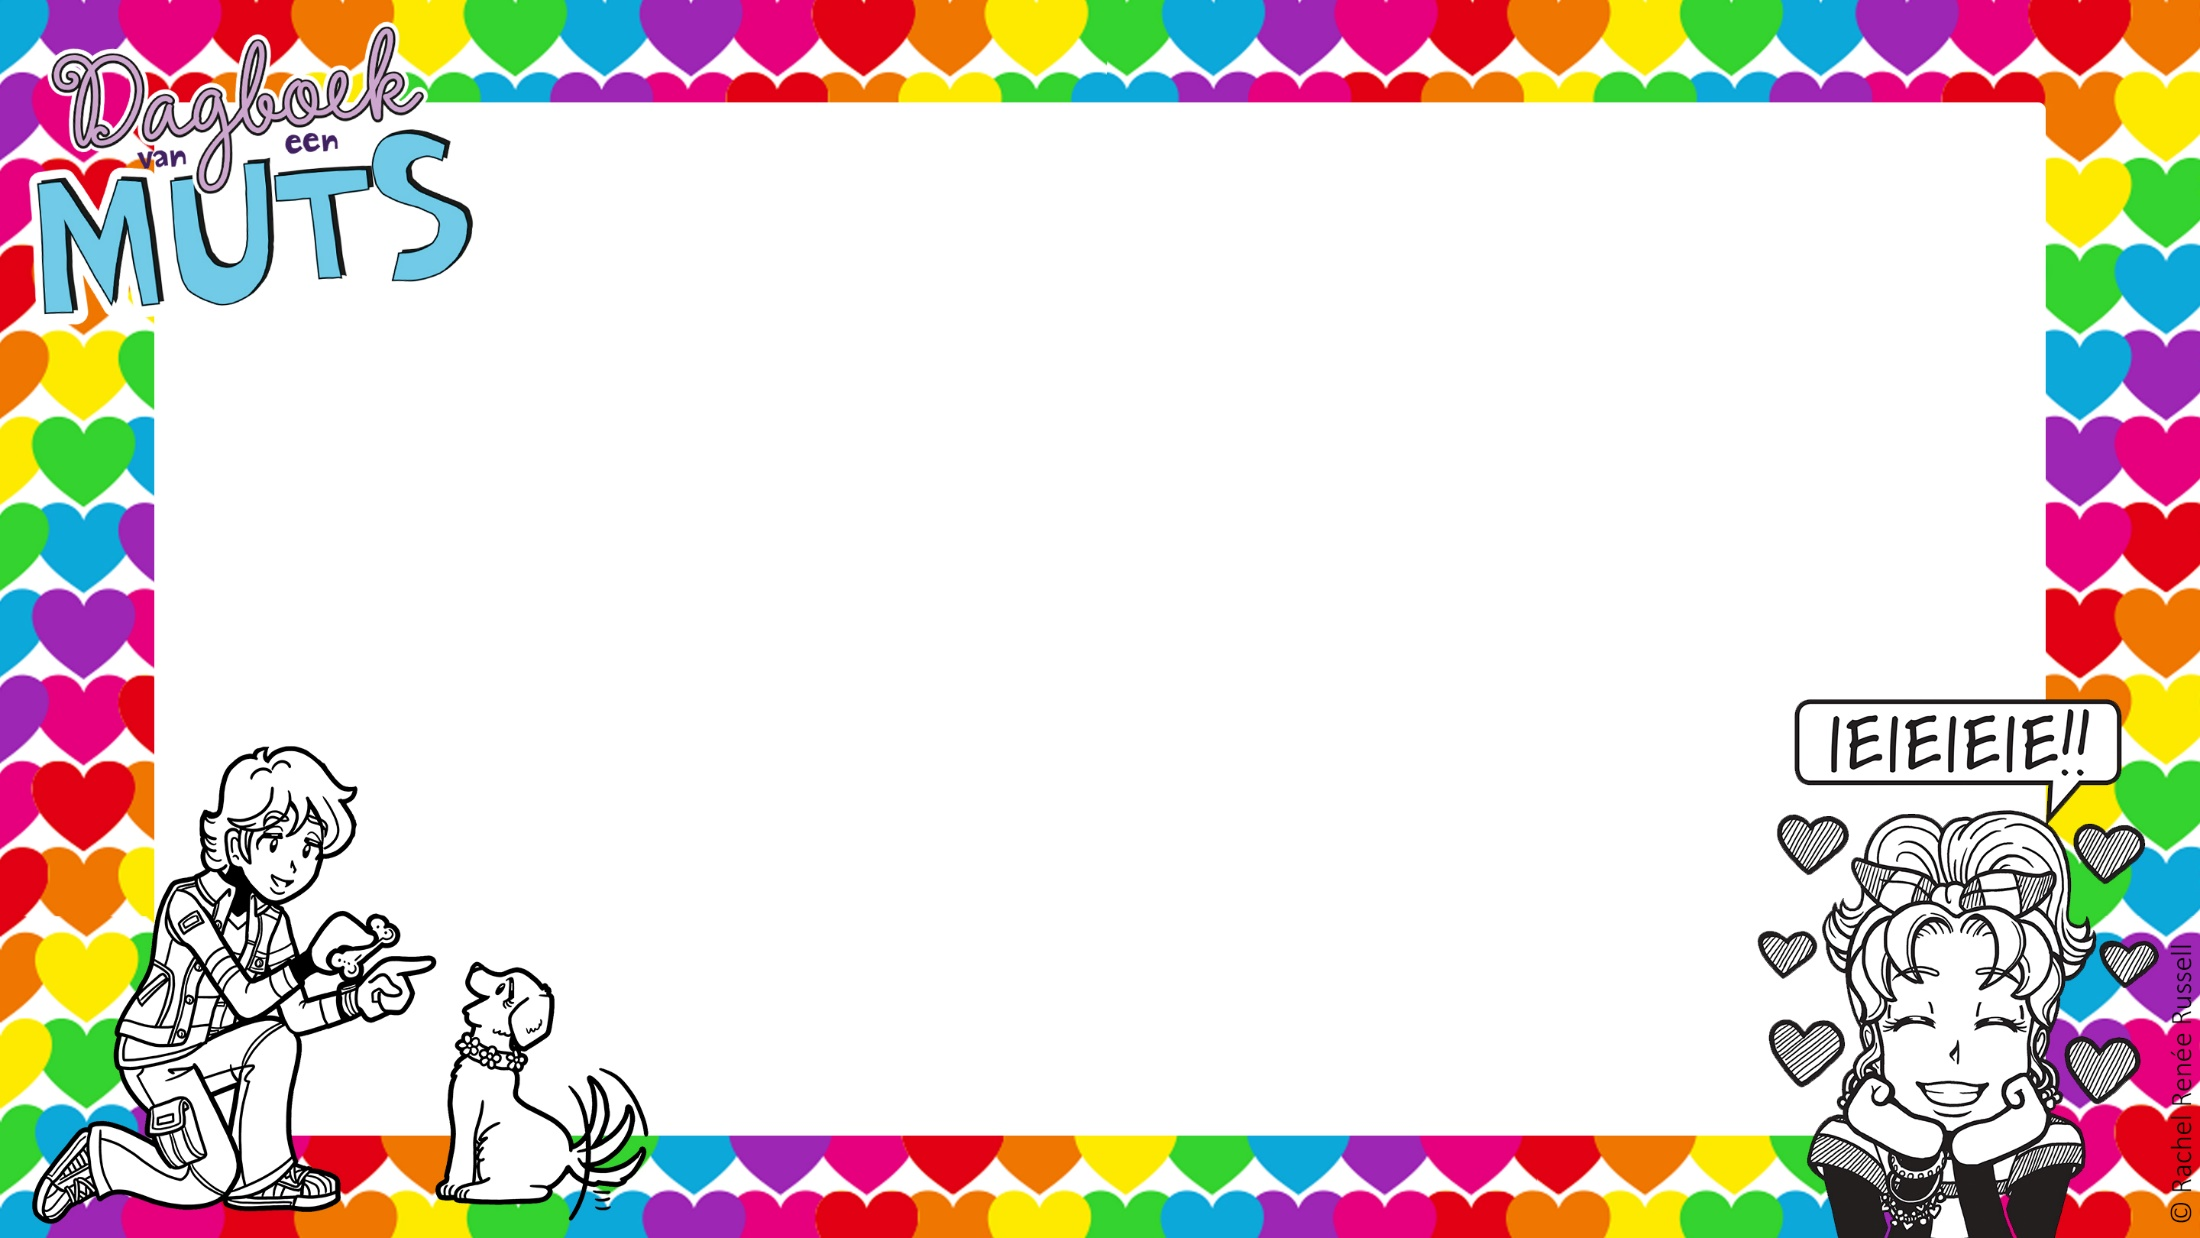 Dagboek
van een
MUTS
IEIEIEIE!!
© Rachel Renée Russell